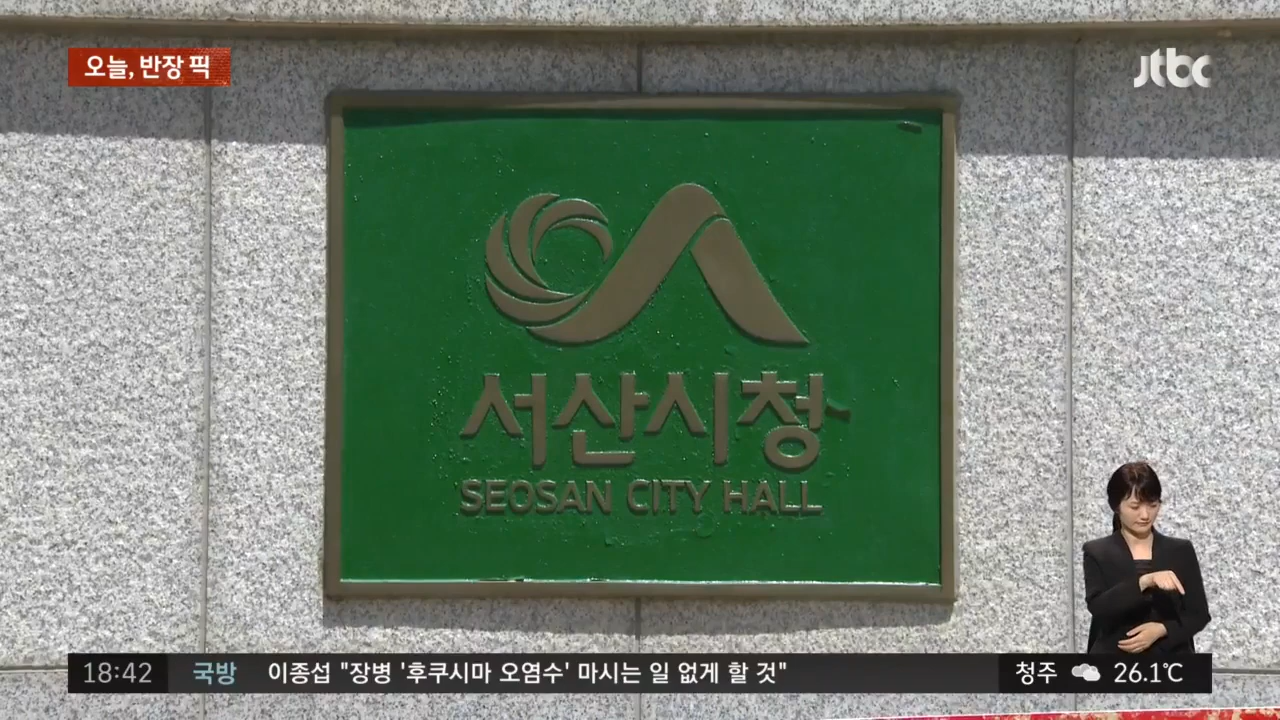 오늘, 반장 픽
jtbc
서산시청
SEOSAN CITY HALL
18:42 국방 이종섭 "장병 '후쿠시마 오염수' 마시는 일 없게 할 것" 청주 26.1℃